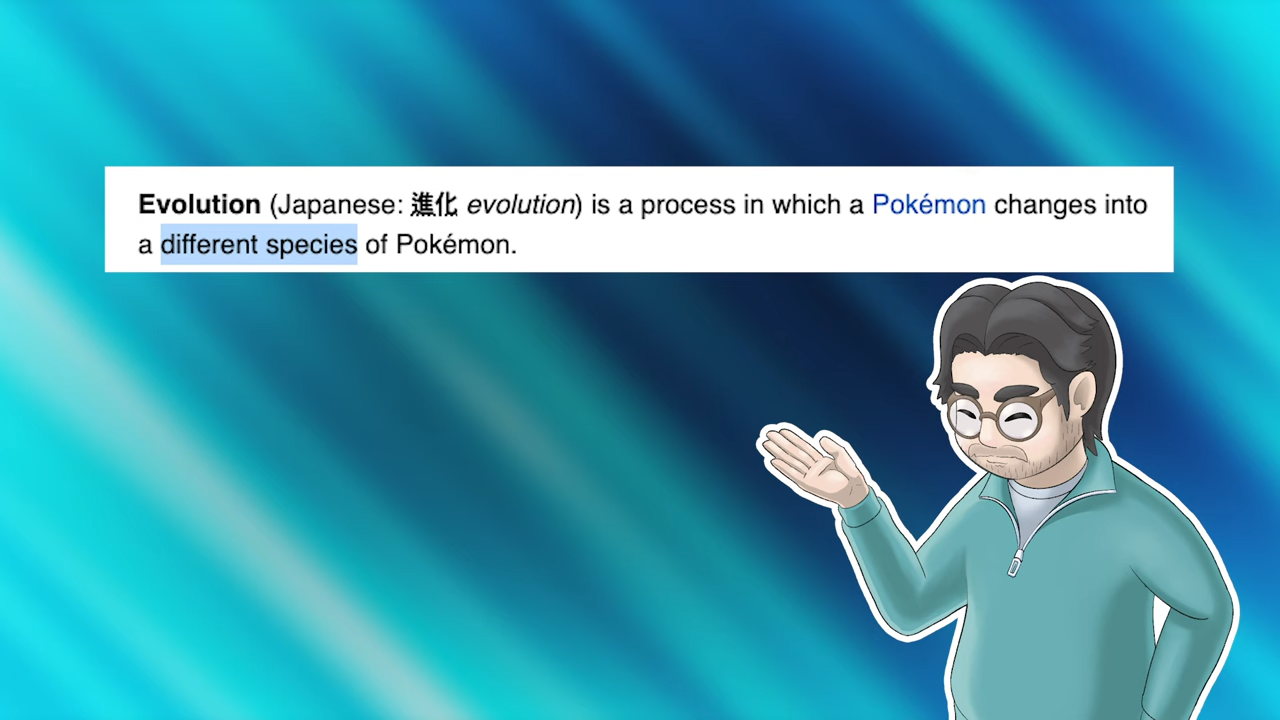 Evolution (Japanese: 進化 evolution) is a process in which a Pokémon changes into
a different species of Pokémon.